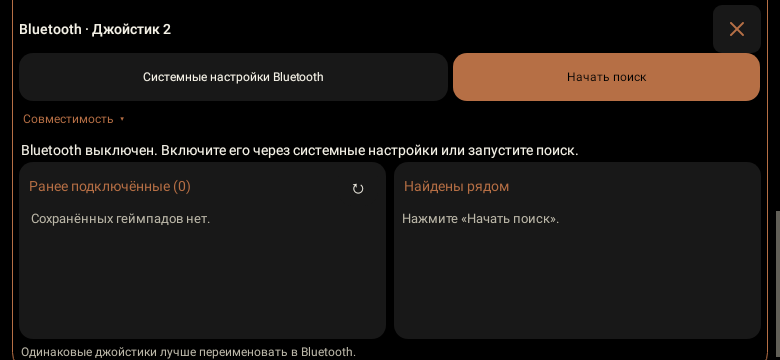 Bluetooth · Джойстик 2
Системные настройки Bluetooth
Начать поиск
Совместимость
Bluetooth выключен. Включите его через системные настройки или запустите поиск.
Ранее подключённые (0)
Найдены рядом
Сохранённых геймпадов нет.
Нажмите «Начать поиск».
Одинаковые джойстики лучше переименовать в Bluetooth.